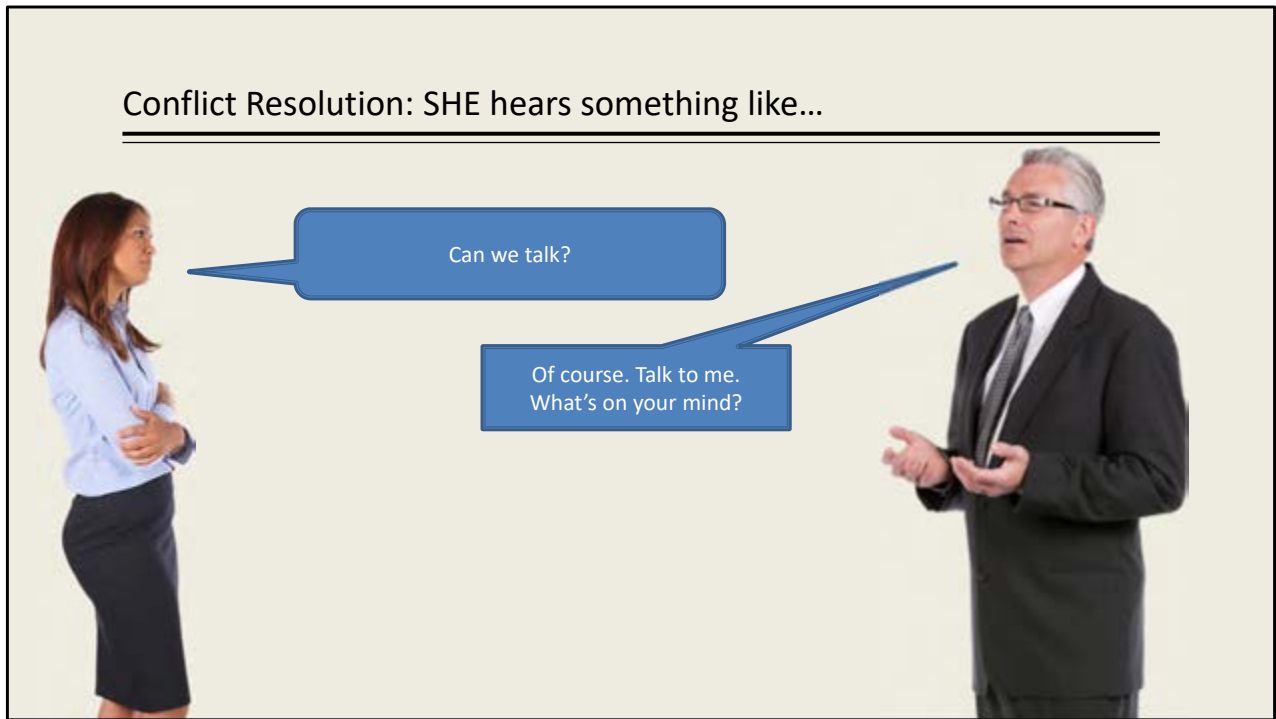 Conflict Resolution: SHE hears something like…
Can we talk?
Of course. Talk to me.
What’s on your mind?